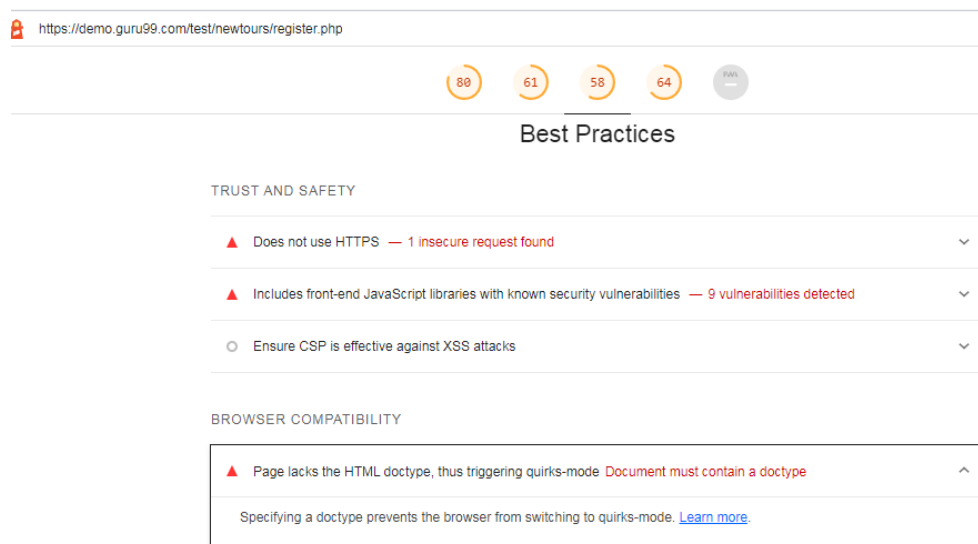 https://demo.guru99.com/test/newtours/register.php
80 61 58 64 PWA
Best Practices
TRUST AND SAFETY
Does not use HTTPS — 1 insecure request found
Includes front-end JavaScript libraries with known security vulnerabilities — 9 vulnerabilities detected
Ensure CSP is effective against XSS attacks
BROWSER COMPATIBILITY
Page lacks the HTML doctype, thus triggering quirks-mode Document must contain a doctype
Specifying a doctype prevents the browser from switching to quirks-mode. Learn more.